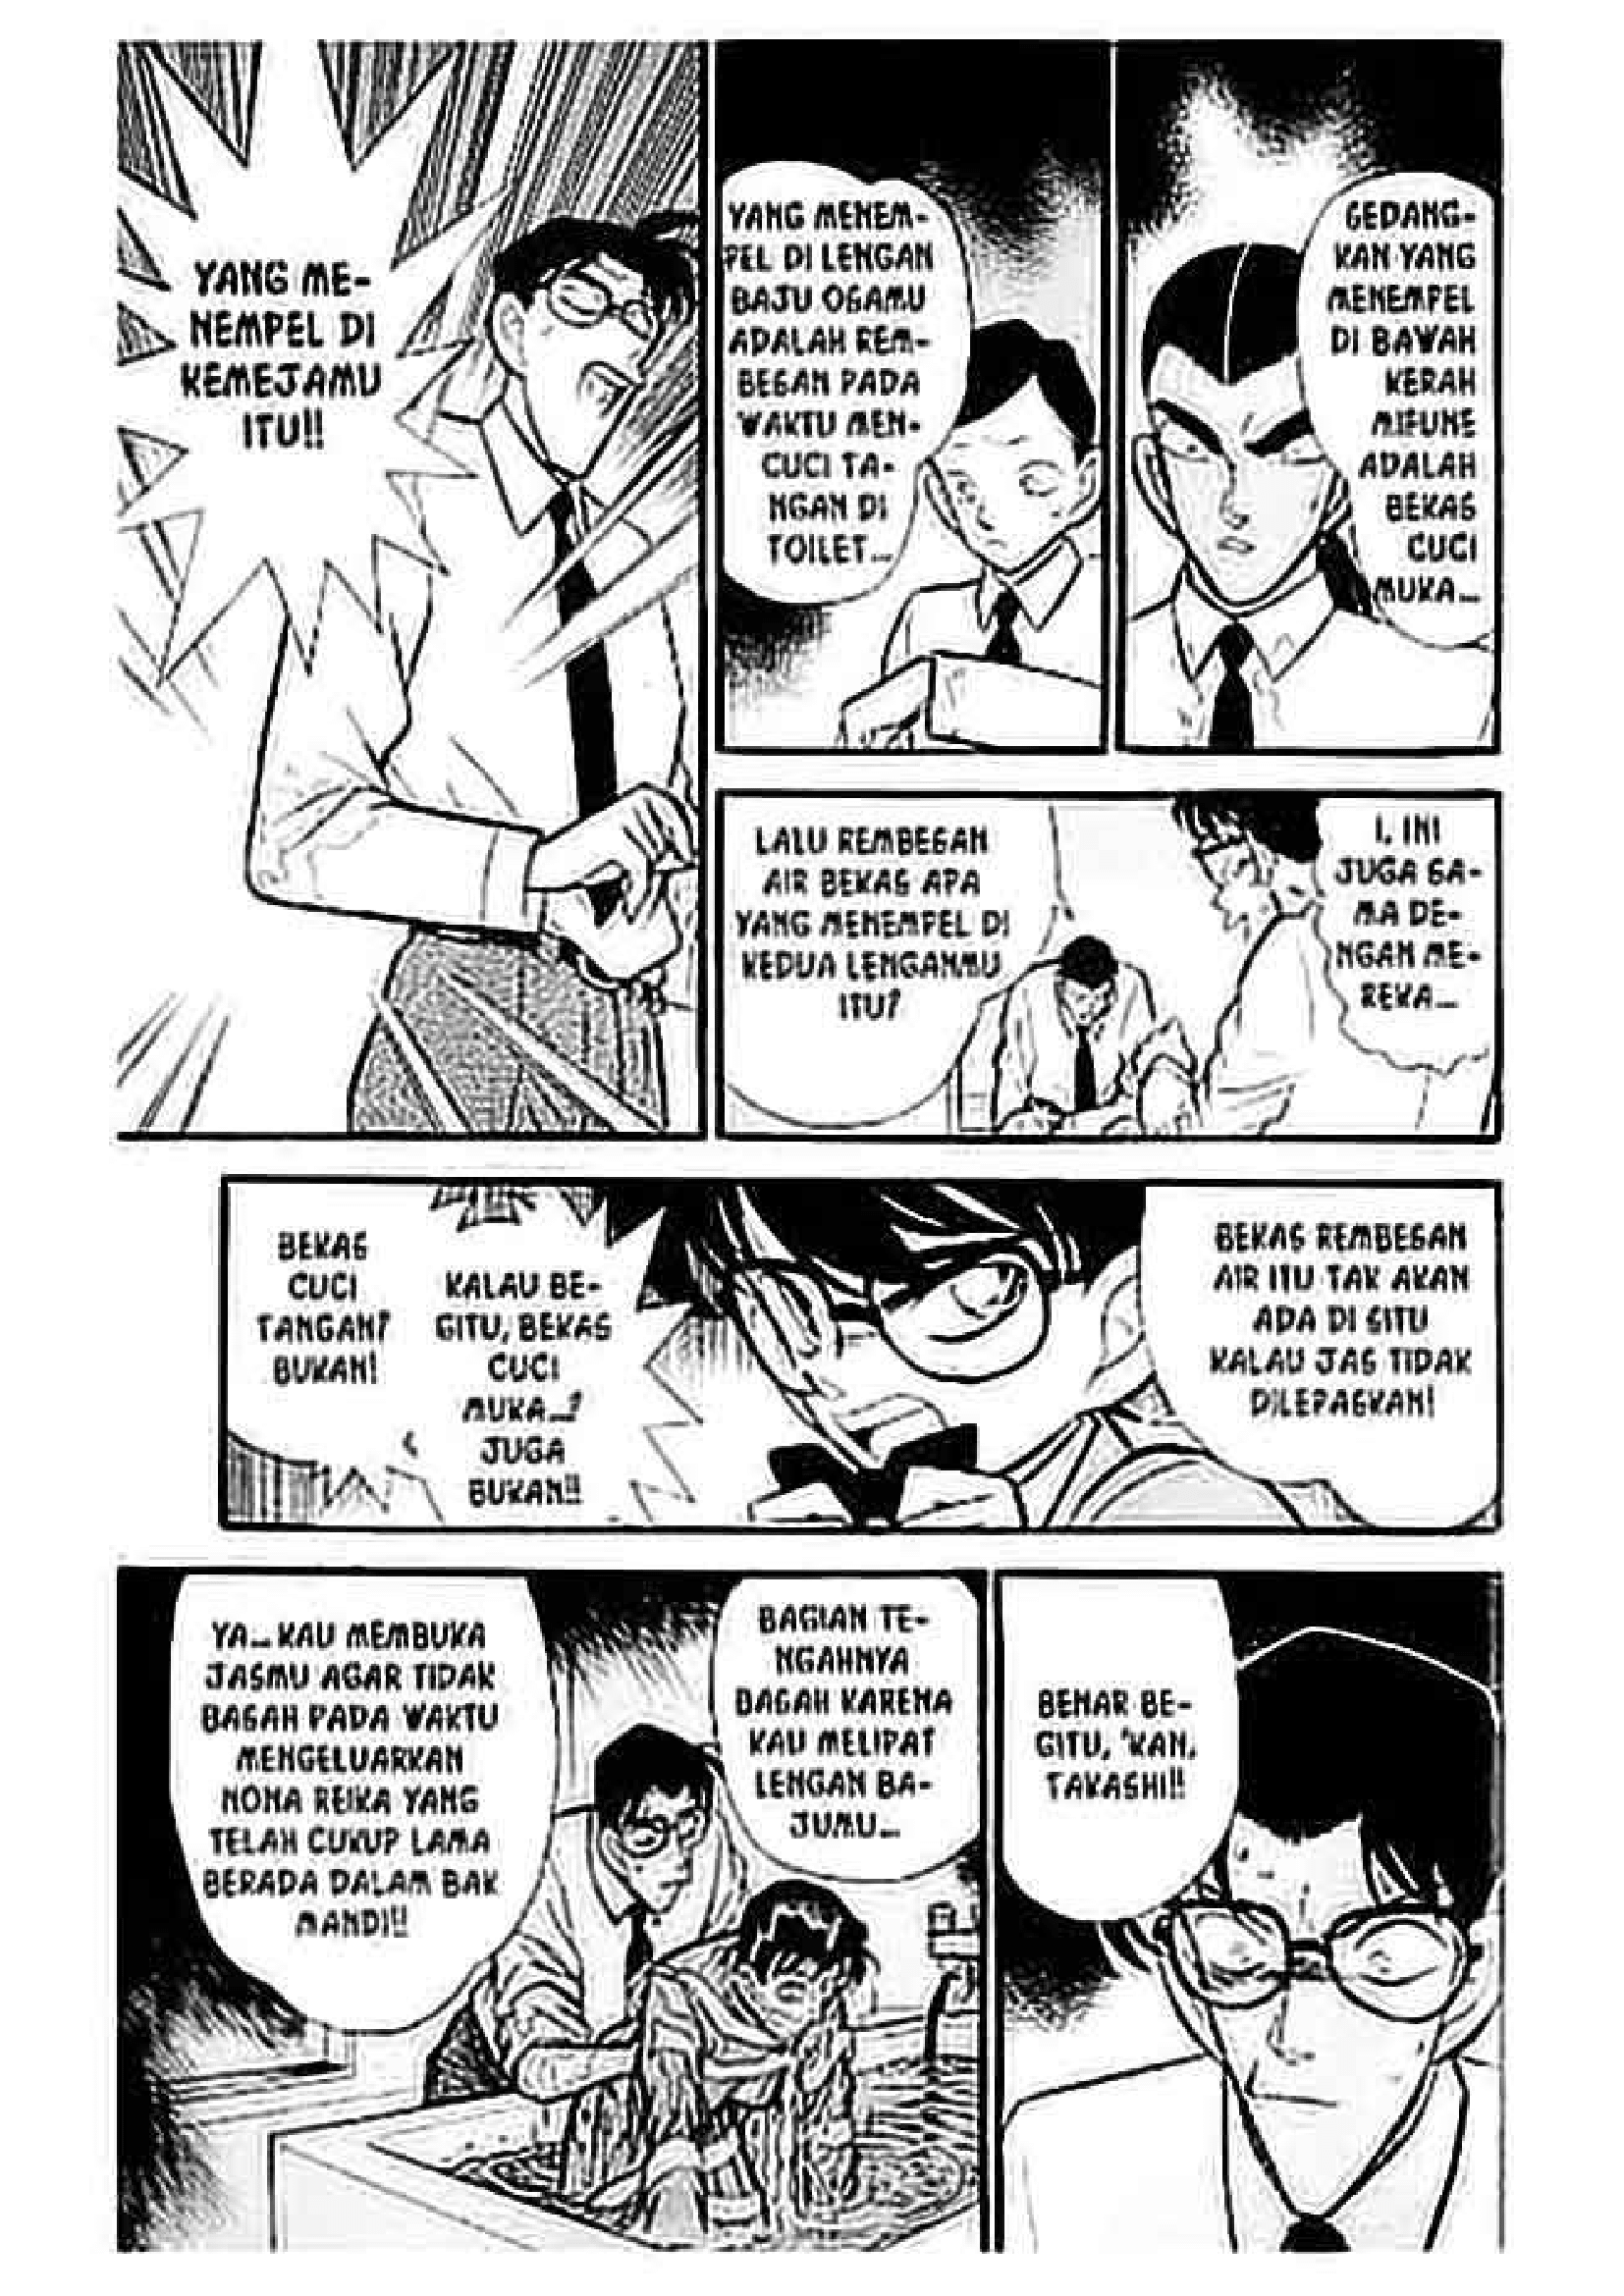 SEDANG-
KAN YANG
MENEMPEL
DI BAWAH
KERAH
MIFUNE
ADALAH
BEKAS
CUCI
MUKA...
YANG MENEM-
PEL DI LENGAN
BAJU OGAMU
ADALAH REM-
BESAN PADA
WAKTU MEN-
CUCI TA-
NGAN DI
TOILET...
I, INI
JUGA SA-
MA DE-
NGAN ME-
REKA...
LALU REMBESAN
AIR BEKAS APA
YANG MENEMPEL DI
KEDUA LENGANMU
ITU?
YANG ME-
NEMPEL DI
KEMEJAMU
ITU!!
BEKAS REMBESAN
AIR ITU TAK AKAN
ADA DI SITU
KALAU JAS TIDAK
DILEPASKAN!
KALAU BE-
GITU, BEKAS
CUCI
MUKA...?
JUGA
BUKAN!!
BEKAS
CUCI
TANGAN?
BUKAN!
BENAR BE-
GITU, 'KAN,
TAKASHI!!
BAGIAN TE-
NGAHNYA
BASAH KARENA
KAU MELIPAT
LENGAN BA-
JUMU...
YA... KAU MEMBUKA
JASMU AGAR TIDAK
BASAH PADA WAKTU
MENGELUARKAN
NONA REIKA YANG
TELAH CUKUP LAMA
BERADA DALAM BAK
MANDI!!